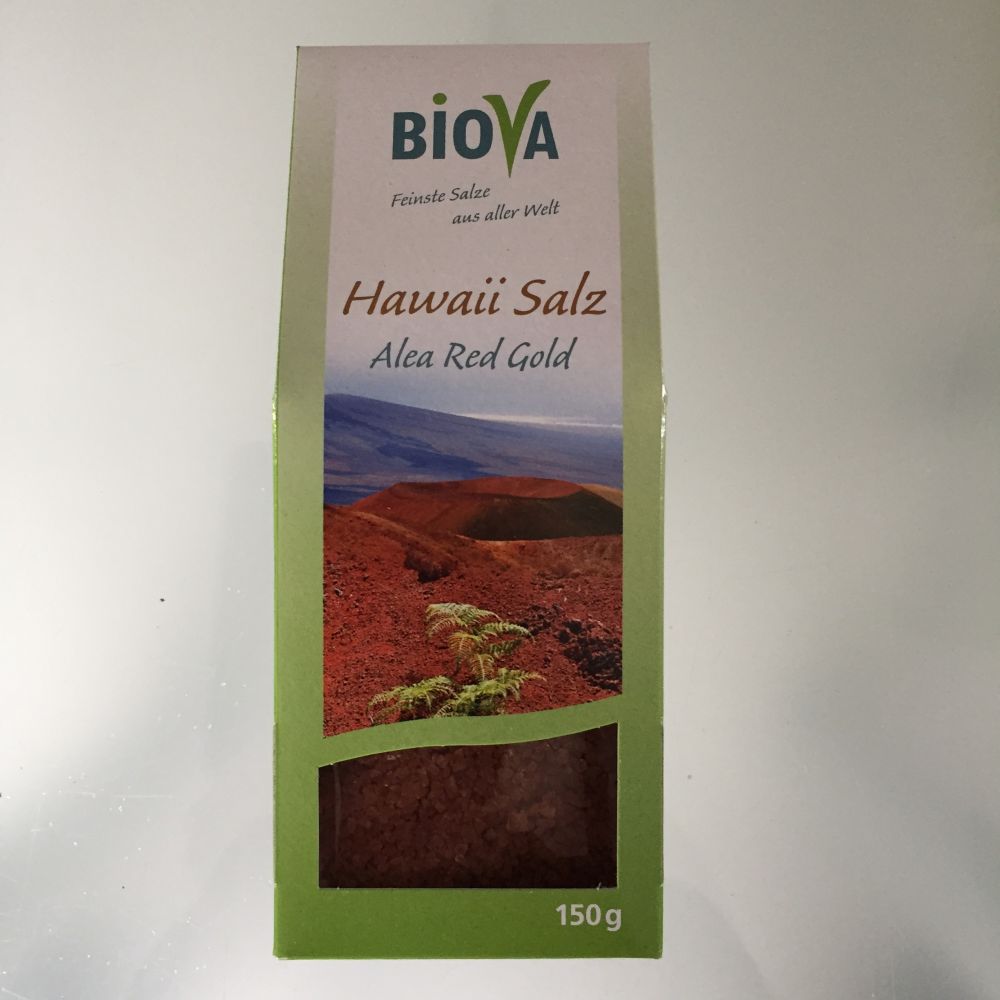 BiOVA
Feinste Salze
aus aller Welt
Hawaii Salz
Alea Red Gold
150g